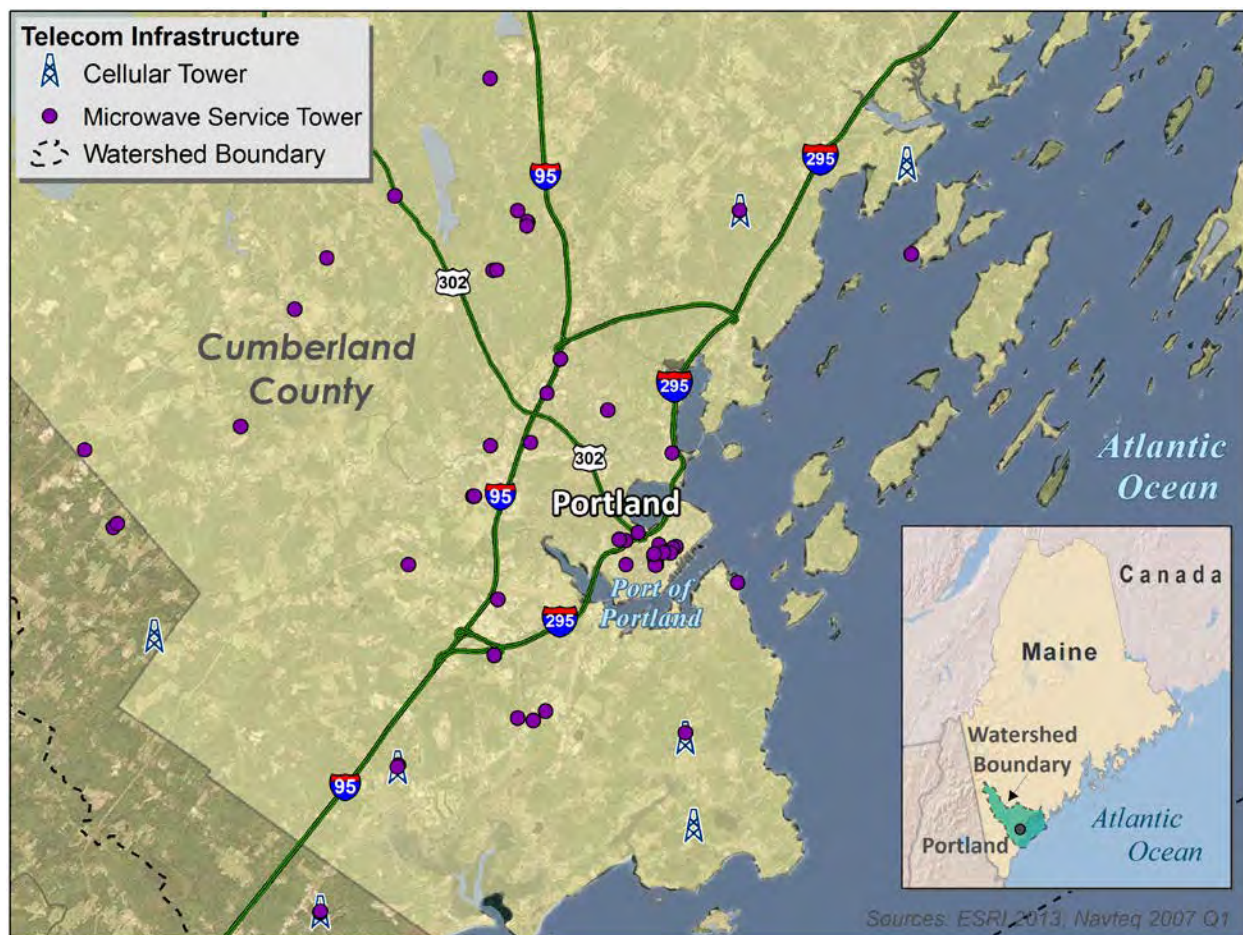 Telecom Infrastructure
Cellular Tower
Microwave Service Tower
Watershed Boundary
95
295
302
Cumberland
County
295
302
Atlantic
Ocean
95
Portland
Port of
Portland
295
95
Canada
Maine
Watershed
Boundary
Portland
Atlantic
Ocean
Sources: ESRI 2013, Navteq 2007 Q1